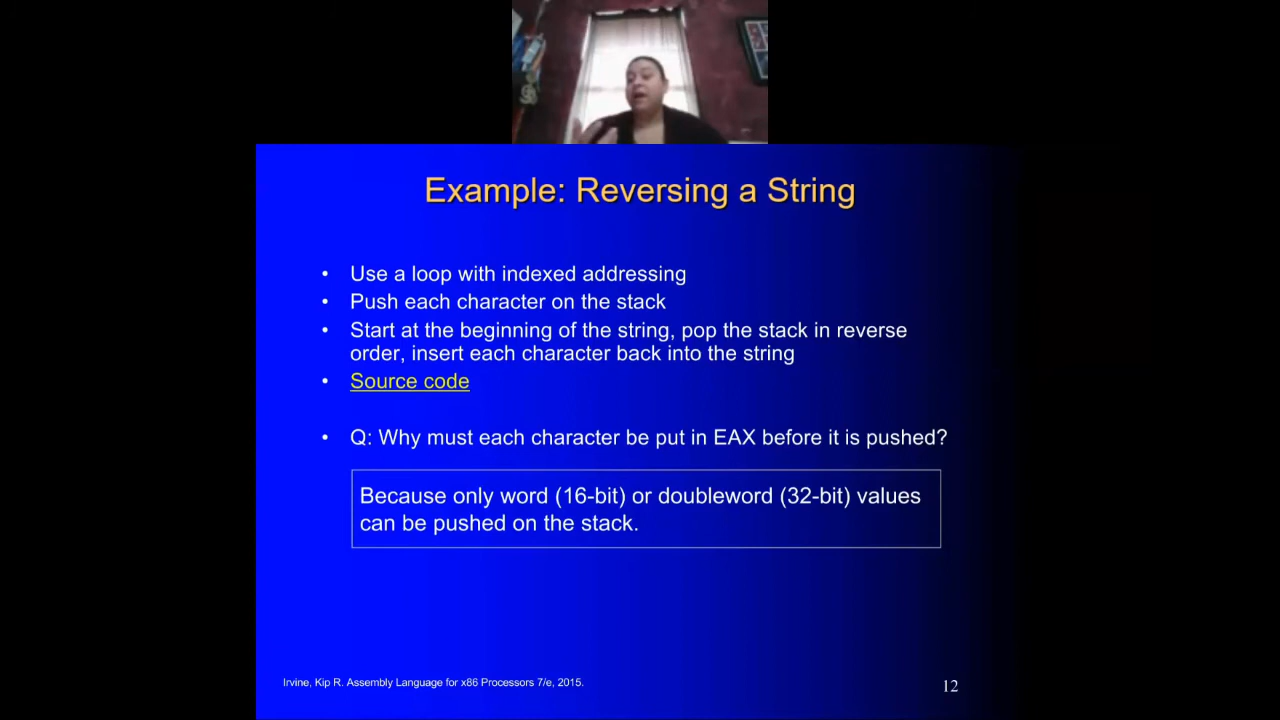 Example: Reversing a String
• Use a loop with indexed addressing
• Push each character on the stack
• Start at the beginning of the string, pop the stack in reverse
order, insert each character back into the string
• Source code
• Q: Why must each character be put in EAX before it is pushed?
Because only word (16-bit) or doubleword (32-bit) values
can be pushed on the stack.
Irvine, Kip R. Assembly Language for x86 Processors 7/e, 2015.
12